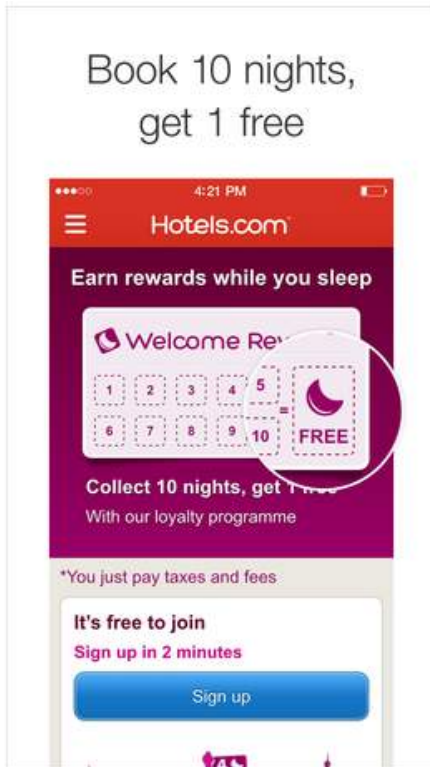 Book 10 nights,
get 1 free
4:21 PM
Hotels.com
Earn rewards while you sleep
Welcome Re
1 2 3 4 5
=
6 7 8 9 10
FREE
Collect 10 nights, get 1 free
With our loyalty programme
*You just pay taxes and fees
It's free to join
Sign up in 2 minutes
Sign up